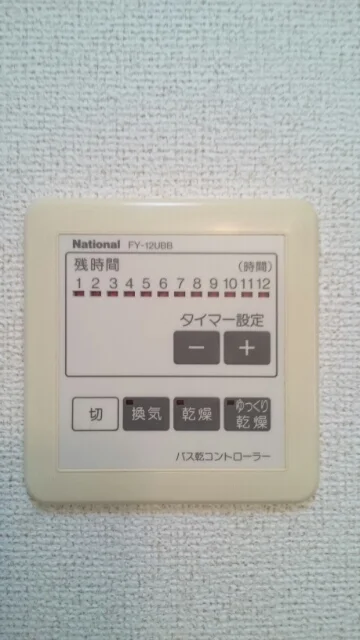 National FY-12UBB
残時間 (時間)
1 2 3 4 5 6 7 8 9 10 11 12
タイマー設定
- +
切 換気 乾燥 ゆっくり乾燥
バス乾コントローラー